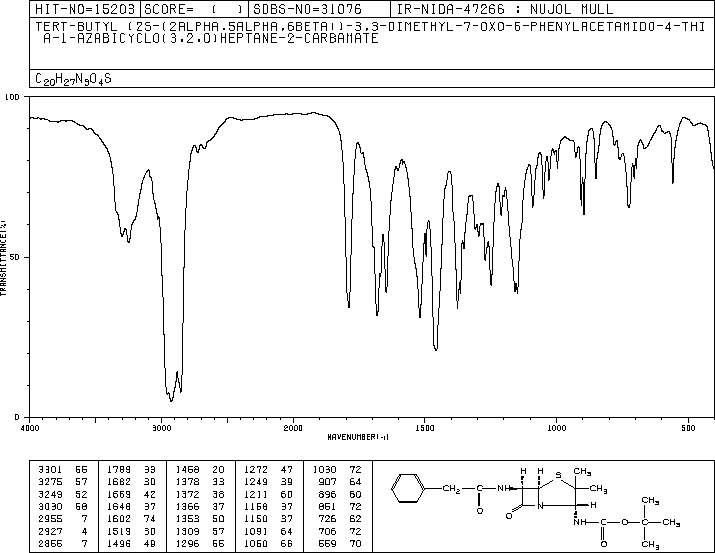 HIT-NO=15203 SCORE= ( ) SDBS-NO=31076 IR-NIDA-47266 : NUJOL MULL
TERT-BUTYL (2S-(2ALPHA,5ALPHA,6BETA))-3,3-DIMETHYL-7-OXO-6-PHENYLACETAMIDO-4-THI
A-1-AZABICYCLO(3.2.0)HEPTANE-2-CARBAMATE
C20H27N3O4S
100
50
0
TRANSMITTANCE(%)
4000 3000 2000 1500 1000 500
WAVENUMBER(-1)
3301 55 1789 33 1458 20 1272 47 1030 72
3275 57 1682 30 1378 33 1249 39 907 64
3249 52 1669 42 1372 38 1211 60 896 60
3030 68 1648 37 1366 37 1158 37 851 72
2955 7 1602 74 1353 50 1150 37 726 62
2927 4 1519 30 1309 57 1091 64 706 72
2855 7 1496 49 1296 55 1050 66 559 70
H H S CH3
CH2 C NH CH3
O
O N
H
CH3
NH C O C CH3
O
CH3